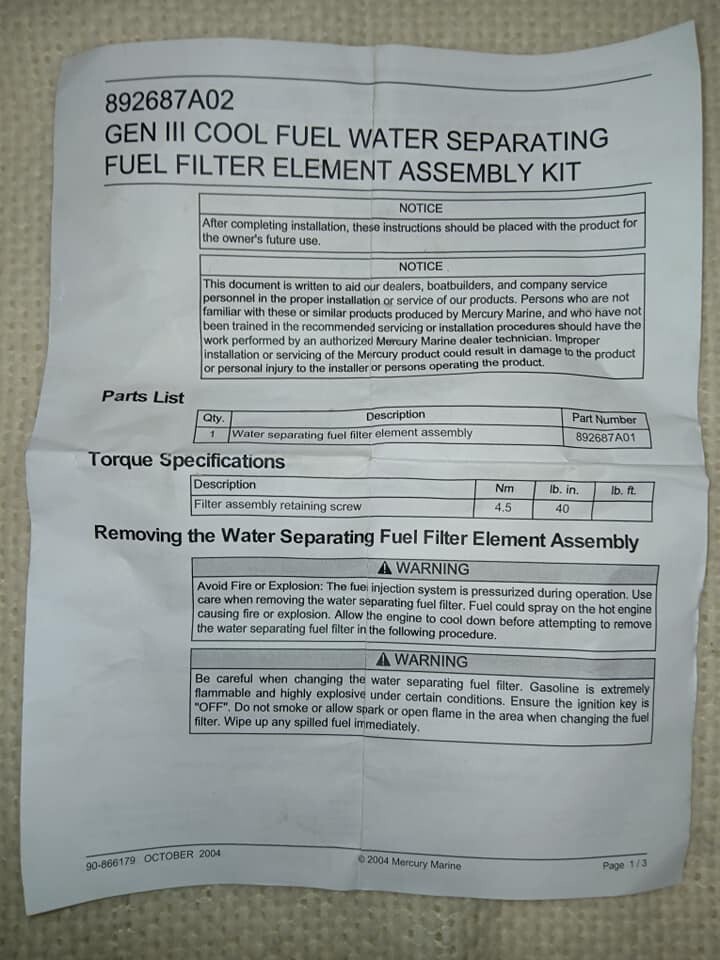 892687A02
GEN III COOL FUEL WATER SEPARATING
FUEL FILTER ELEMENT ASSEMBLY KIT
NOTICE
After completing installation, these instructions should be placed with the product for
the owner's future use.
NOTICE
This document is written to aid our dealers, boatbuilders, and company service
personnel in the proper installation or service of our products. Persons who are not
familiar with these or similar products produced by Mercury Marine, and who have not
been trained in the recommended servicing or installation procedures should have the
work performed by an authorized Mercury Marine dealer technician. Improper
installation or servicing of the Mercury product could result in damage to the product
or personal injury to the installer or persons operating the product.
Parts List
Qty. Description Part Number
1 Water separating fuel filter element assembly 892687A01
Torque Specifications
Description Nm lb. in. lb. ft.
Filter assembly retaining screw 4.5 40
Removing the Water Separating Fuel Filter Element Assembly
⚠ WARNING
Avoid Fire or Explosion: The fuel injection system is pressurized during operation. Use
care when removing the water separating fuel filter. Fuel could spray on the hot engine
causing fire or explosion. Allow the engine to cool down before attempting to remove
the water separating fuel filter in the following procedure.
⚠ WARNING
Be careful when changing the water separating fuel filter. Gasoline is extremely
flammable and highly explosive under certain conditions. Ensure the ignition key is
"OFF". Do not smoke or allow spark or open flame in the area when changing the fuel
filter. Wipe up any spilled fuel immediately.
90-866179 OCTOBER 2004 © 2004 Mercury Marine Page 1 / 3